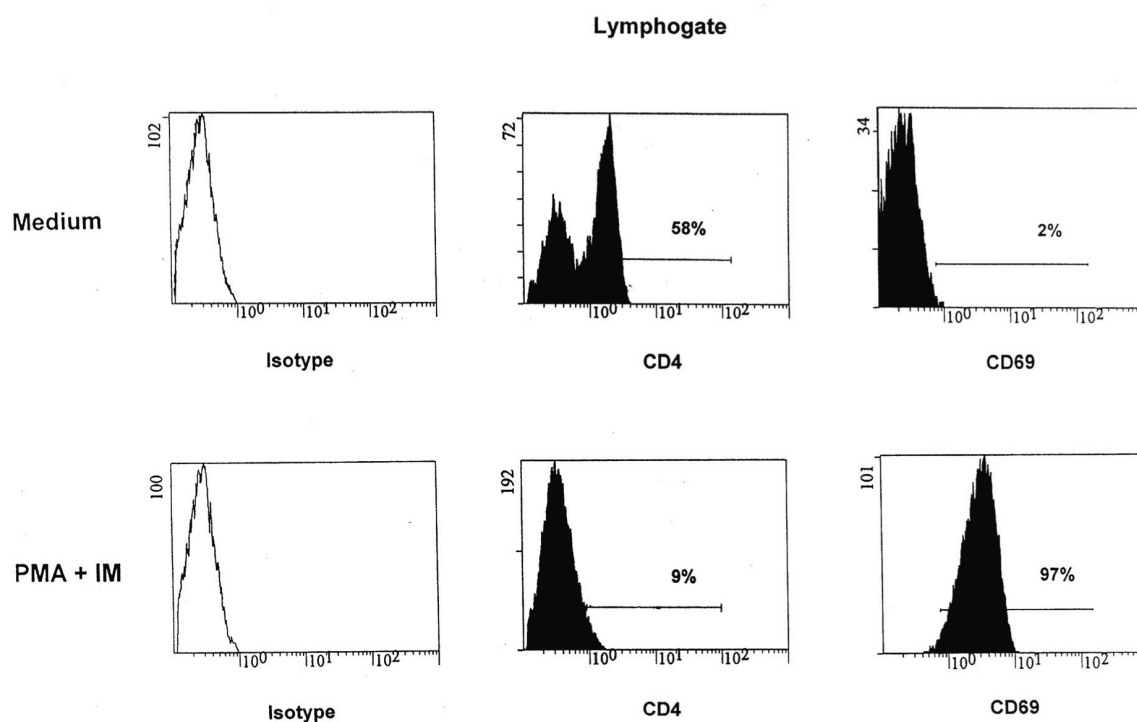 Lymphogate
Medium
102
10⁰ 10¹ 10²
Isotype
72
58%
10⁰ 10¹ 10²
CD4
34
2%
10⁰ 10¹ 10²
CD69
PMA + IM
100
10⁰ 10¹ 10²
Isotype
192
9%
10⁰ 10¹ 10²
CD4
101
97%
10⁰ 10¹ 10²
CD69